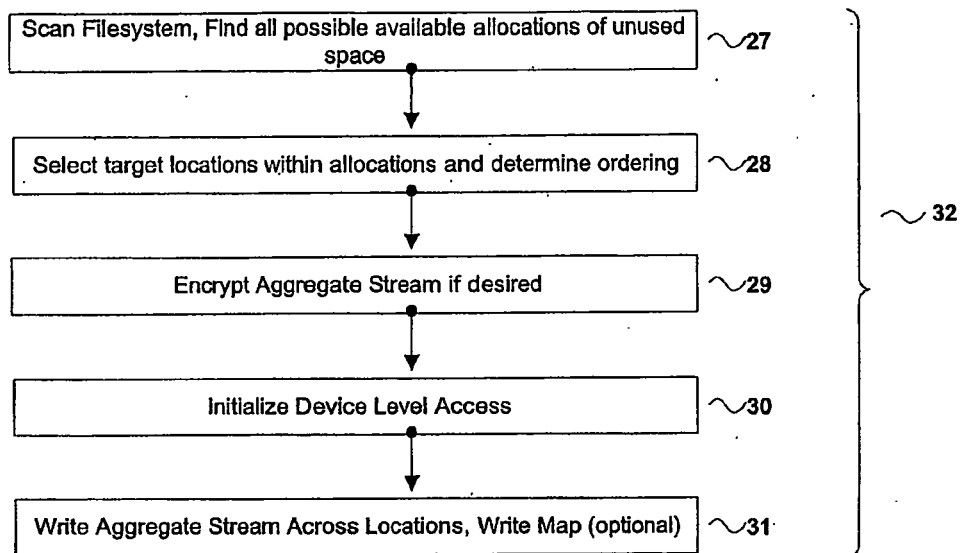 Scan Filesystem, Find all possible available allocations of unused
space
27
Select target locations within allocations and determine ordering
28
32
Encrypt Aggregate Stream if desired
29
Initialize Device Level Access
30
Write Aggregate Stream Across Locations, Write Map (optional)
31